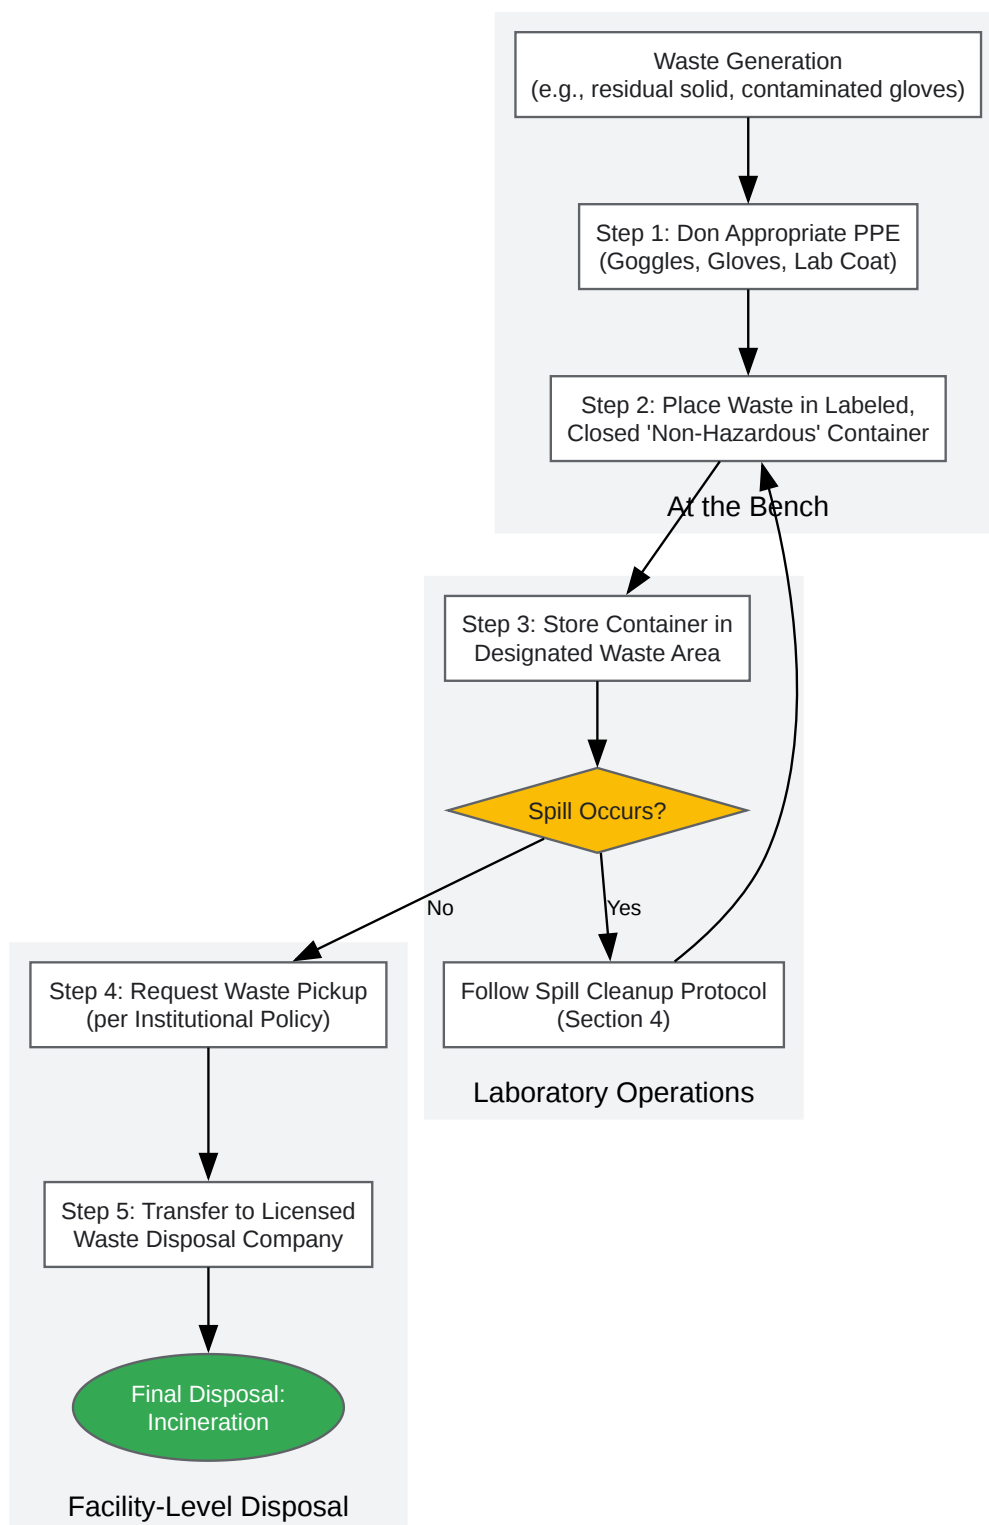 Waste Generation
(e.g., residual solid, contaminated gloves)
Step 1: Don Appropriate PPE
(Goggles, Gloves, Lab Coat)
Step 2: Place Waste in Labeled,
Closed 'Non-Hazardous' Container
At the Bench
Step 3: Store Container in
Designated Waste Area
Spill Occurs?
No
Yes
Step 4: Request Waste Pickup
(per Institutional Policy)
Follow Spill Cleanup Protocol
(Section 4)
Laboratory Operations
Step 5: Transfer to Licensed
Waste Disposal Company
Final Disposal:
Incineration
Facility-Level Disposal